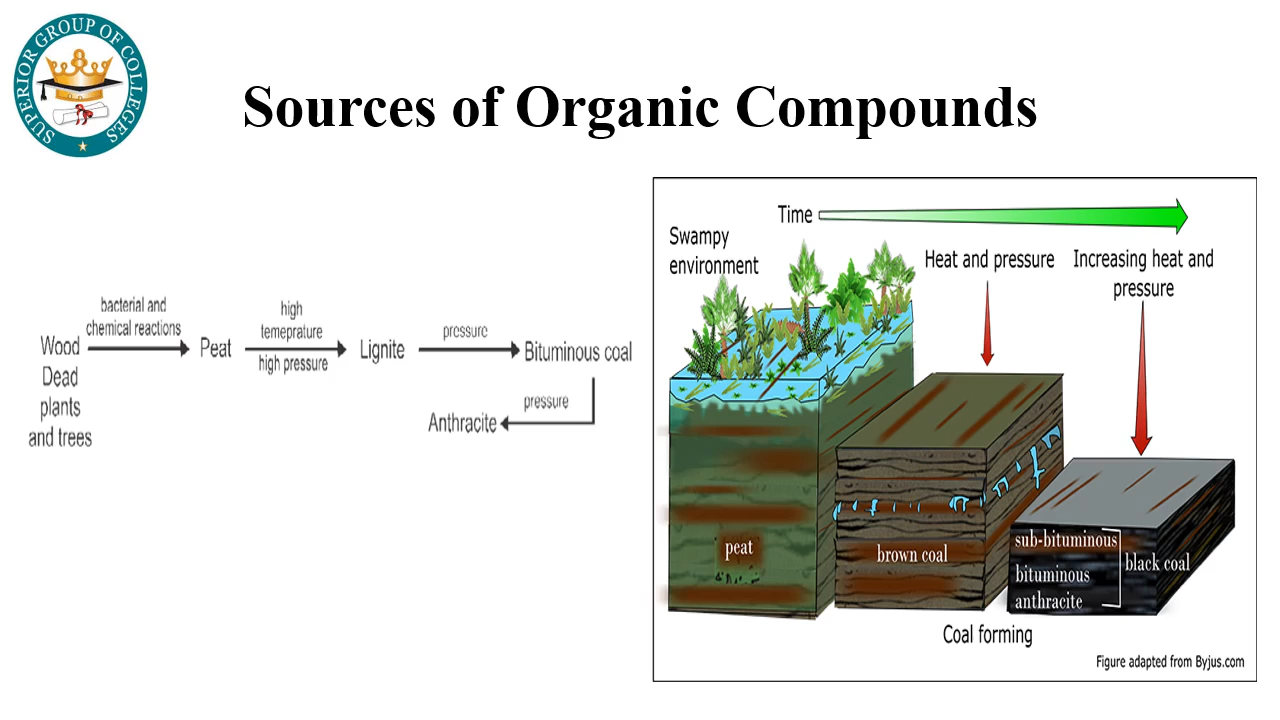 SUPERIOR GROUP OF COLLEGES
Sources of Organic Compounds
bacterial and
chemical reactions
high
temeprature
high pressure
pressure
Wood
Peat
Lignite
Bituminous coal
Dead
plants
and trees
pressure
Anthracite
Time
Swampy
environment
Heat and pressure
Increasing heat and
pressure
peat
brown coal
sub-bituminous
bituminous
anthracite
black coal
Coal forming
Figure adapted from Byjus.com